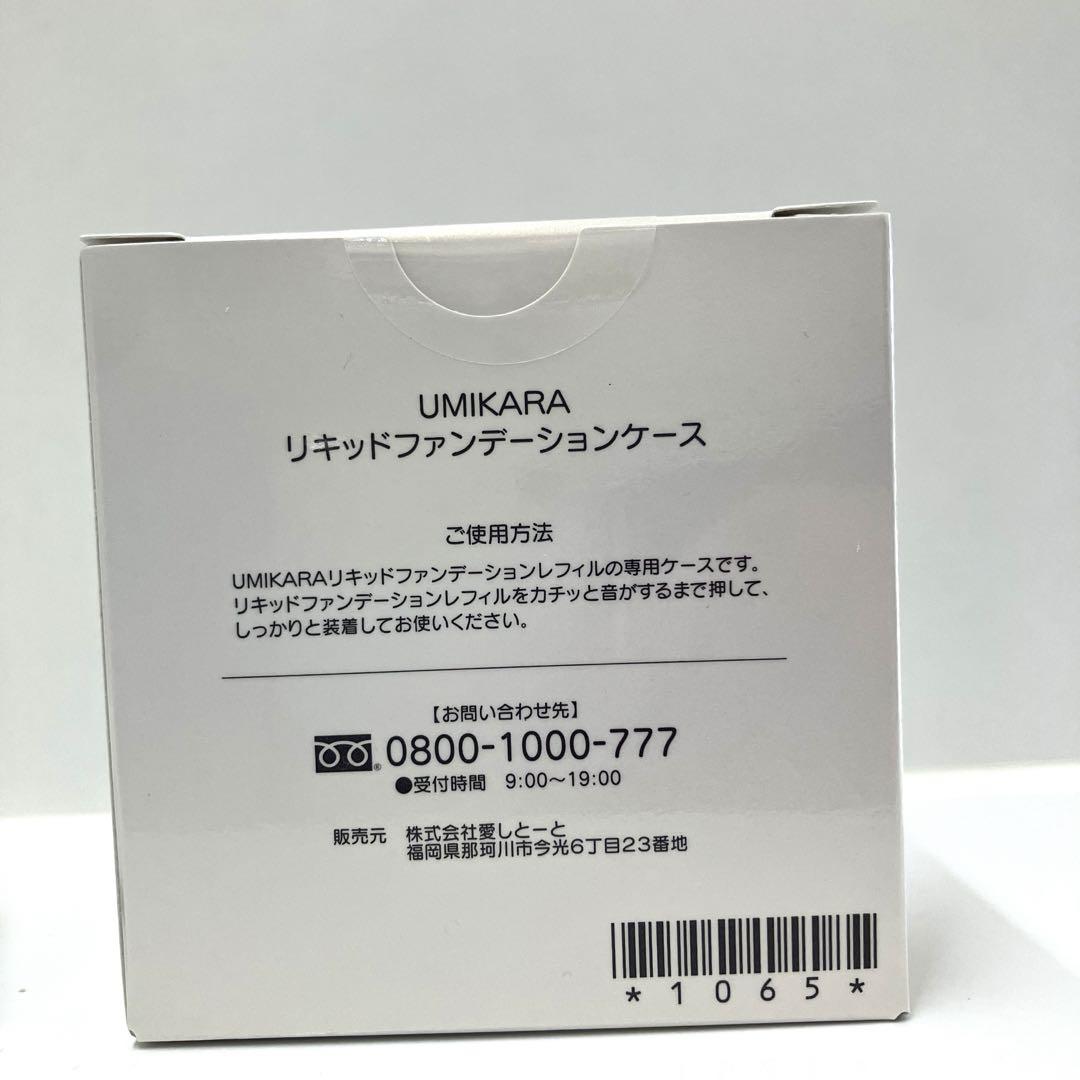 UMIKARA
リキッドファンデーションケース
ご使用方法
UMIKARAリキッドファンデーションレフィルの専用ケースです。
リキッドファンデーションレフィルをカチッと音がするまで押して、
しっかりと装着してお使いください。
【お問い合わせ先】
0800-1000-777
●受付時間 9:00〜19:00
販売元 株式会社愛しとーと
福岡県那珂川市今光6丁目23番地
*1065*